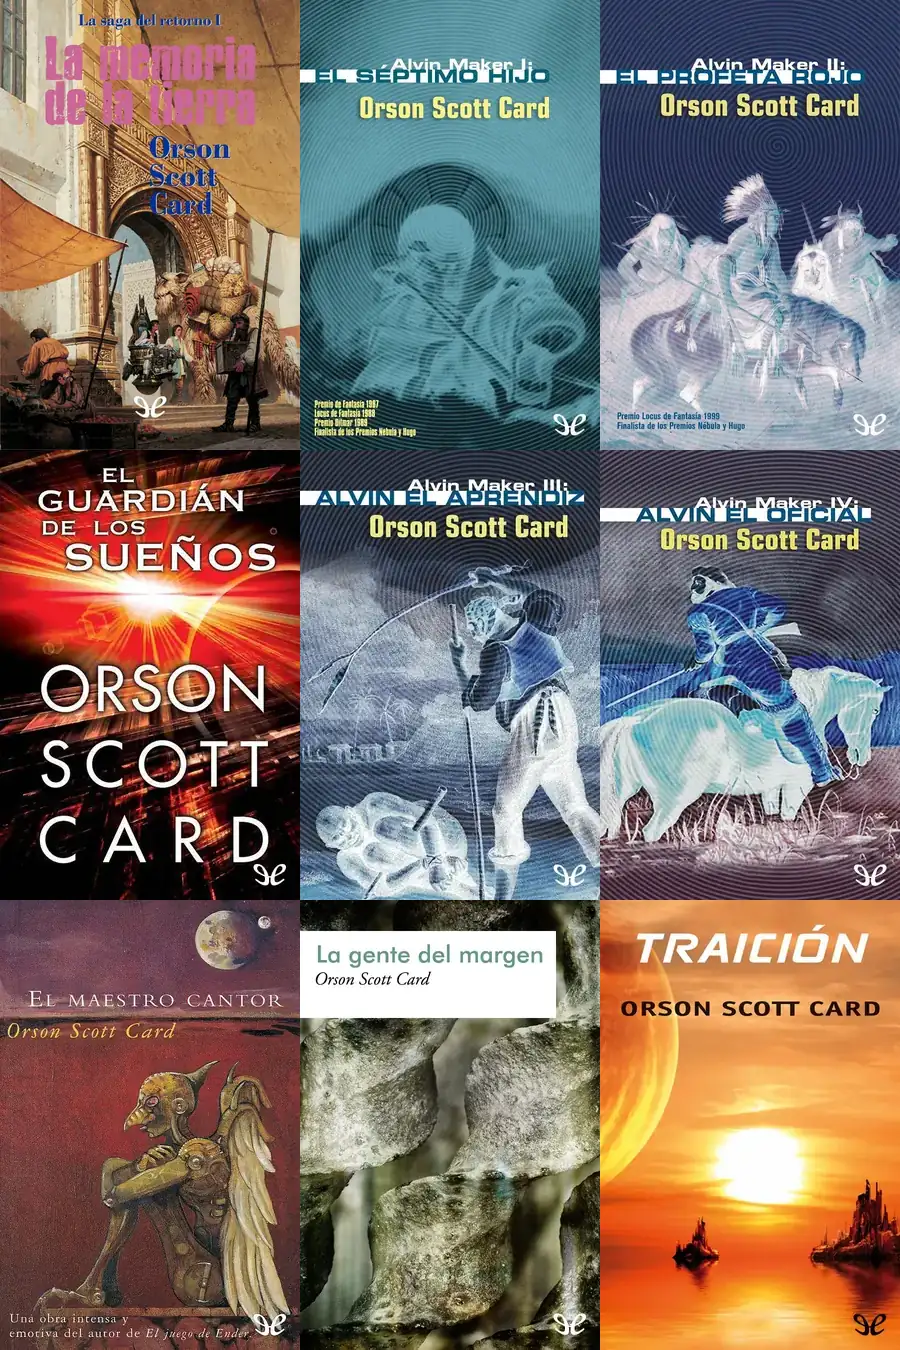 La saga del retorno I
La memoria
de la tierra
Orson
Scott
Card
Alvin Maker I:
EL SÉPTIMO HIJO
Orson Scott Card
Premio de Fantasía 1987
Locus de Fantasía 1988
Premio Ditmar 1989
Finalista de los Premios Nébula y Hugo
Alvin Maker II:
EL PROFETA ROJO
Orson Scott Card
Premio Locus de Fantasía 1999
Finalista de los Premios Nébula y Hugo
EL
GUARDIÁN
DE LOS
SUEÑOS
ORSON
SCOTT
CARD
Alvin Maker III:
ALVIN EL APRENDIZ
Orson Scott Card
Alvin Maker IV:
ALVIN EL OFICIAL
Orson Scott Card
EL MAESTRO CANTOR
Orson Scott Card
Una obra intensa y
emotiva del autor de El juego de Ender.
La gente del margen
Orson Scott Card
TRAICIÓN
ORSON SCOTT CARD